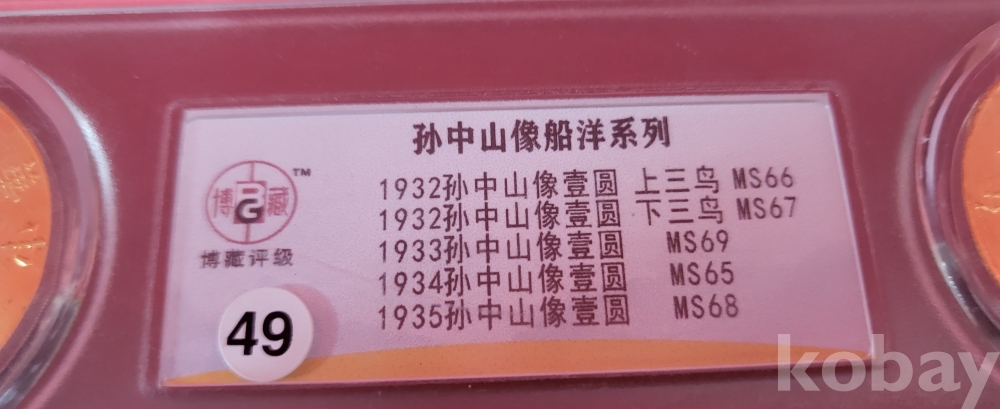 孙中山像船洋系列
1932孙中山像壹圆 上三鸟 MS66
1932孙中山像壹圆 下三鸟 MS67
1933孙中山像壹圆 MS69
1934孙中山像壹圆 MS65
1935孙中山像壹圆 MS68
博 PG 藏 TM
博藏评级
49
kobay